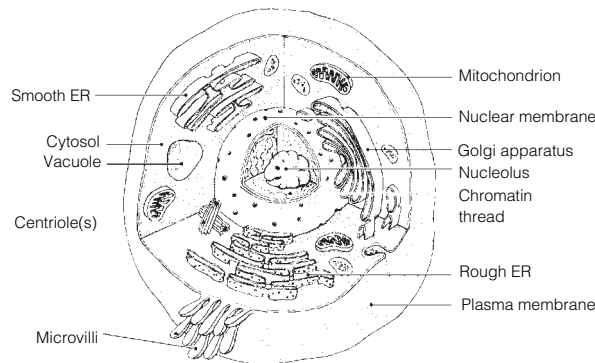 Smooth ER
Cytosol
Vacuole
Centriole(s)
Microvilli
Mitochondrion
Nuclear membrane
Golgi apparatus
Nucleolus
Chromatin
thread
Rough ER
Plasma membrane